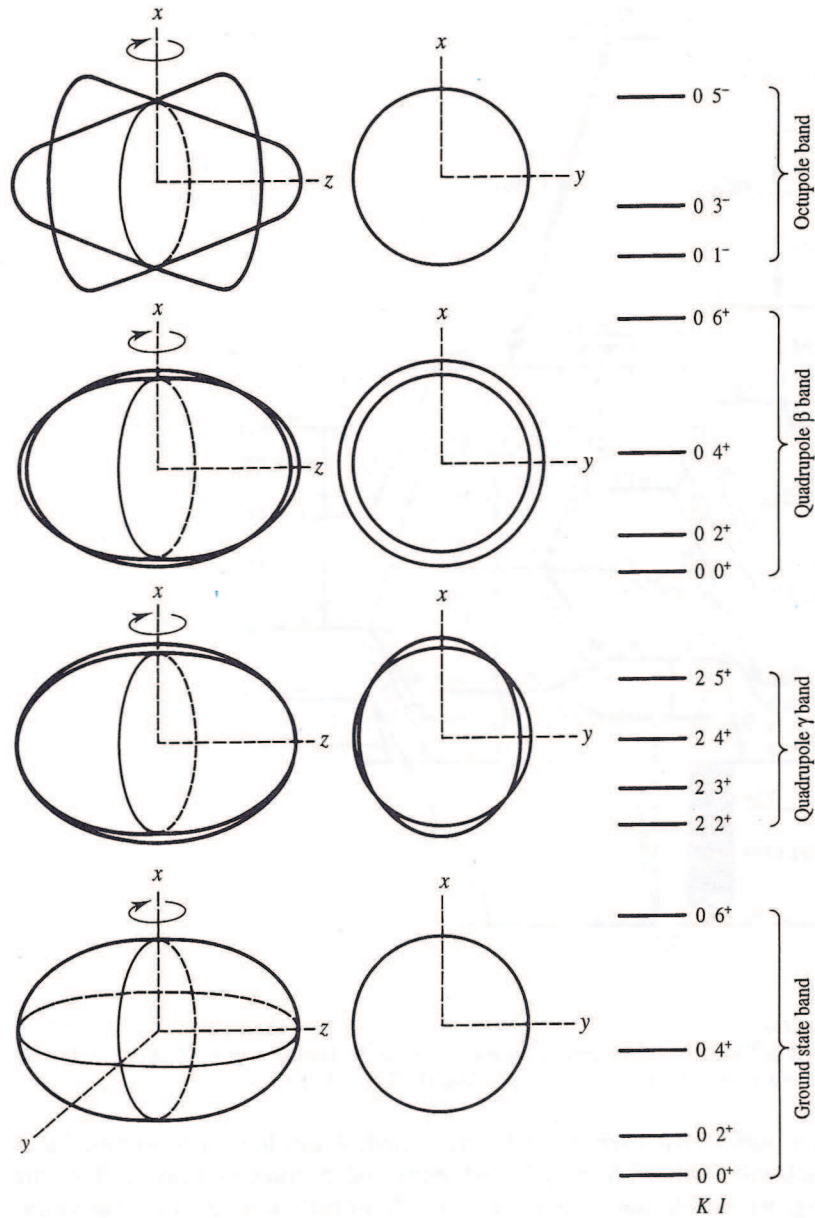 x
x
z
y
0 5⁻
0 3⁻
0 1⁻
Octupole band
x
x
z
y
0 6⁺
0 4⁺
0 2⁺
0 0⁺
Quadrupole β band
x
x
z
y
2 5⁺
2 4⁺
2 3⁺
2 2⁺
Quadrupole γ band
x
x
z
y
y
0 6⁺
0 4⁺
0 2⁺
0 0⁺
Ground state band
K I